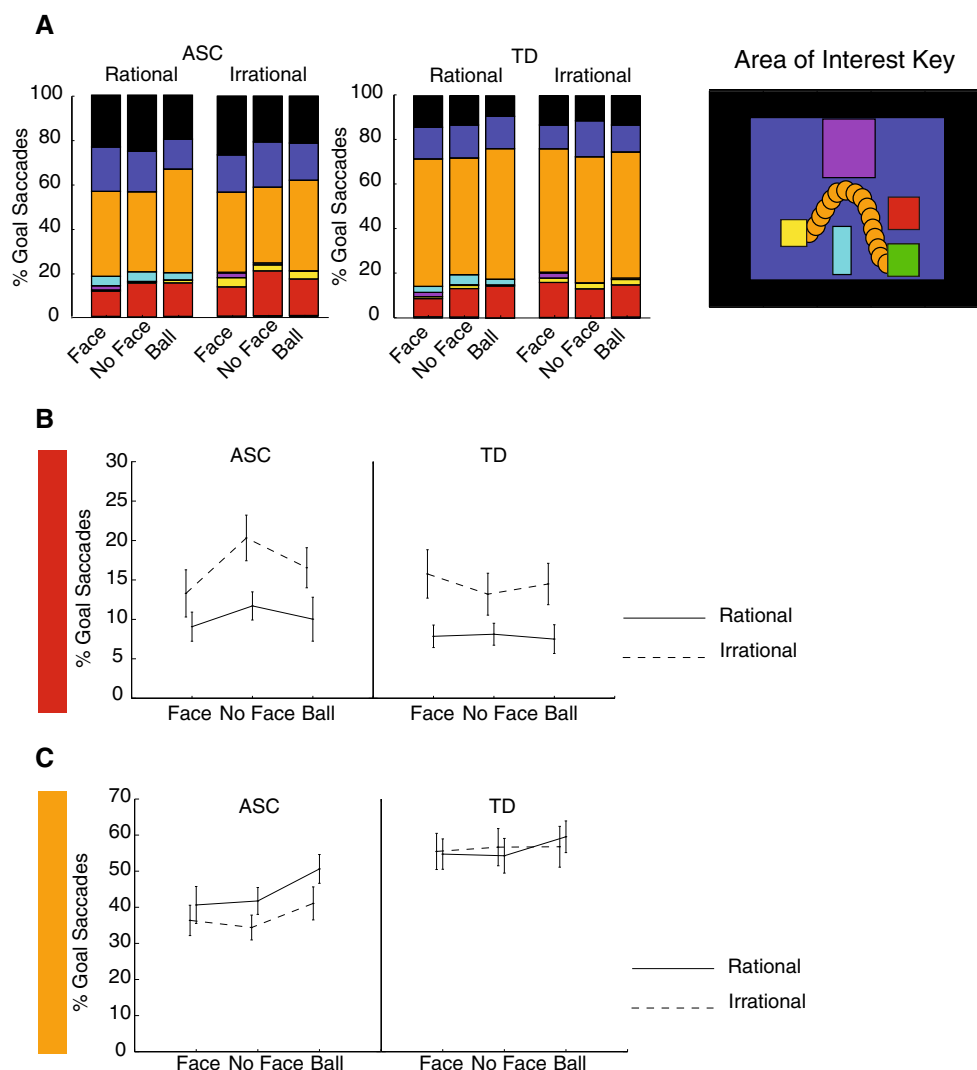 A
ASC
TD
Rational Irrational
Rational Irrational
Area of Interest Key
% Goal Saccades
100
80
60
40
20
0
Face No Face Ball Face No Face Ball
% Goal Saccades
100
80
60
40
20
0
Face No Face Ball Face No Face Ball
B
ASC TD
% Goal Saccades
30
25
20
15
10
5
0
Face No Face Ball Face No Face Ball
Rational
Irrational
C
ASC TD
% Goal Saccades
70
60
50
40
30
20
10
0
Face No Face Ball Face No Face Ball
Rational
Irrational